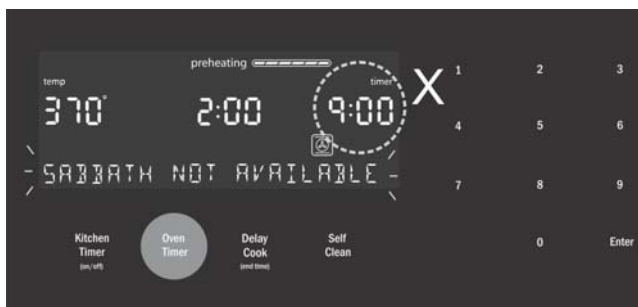 preheating
temp
timer
370°
2:00
9:00
X
SABBATH NOT AVAILABLE
1 2 3
4 5 6
7 8 9
0 Enter
Kitchen
Timer
(on/off)
Oven
Timer
Delay
Cook
(end time)
Self
Clean